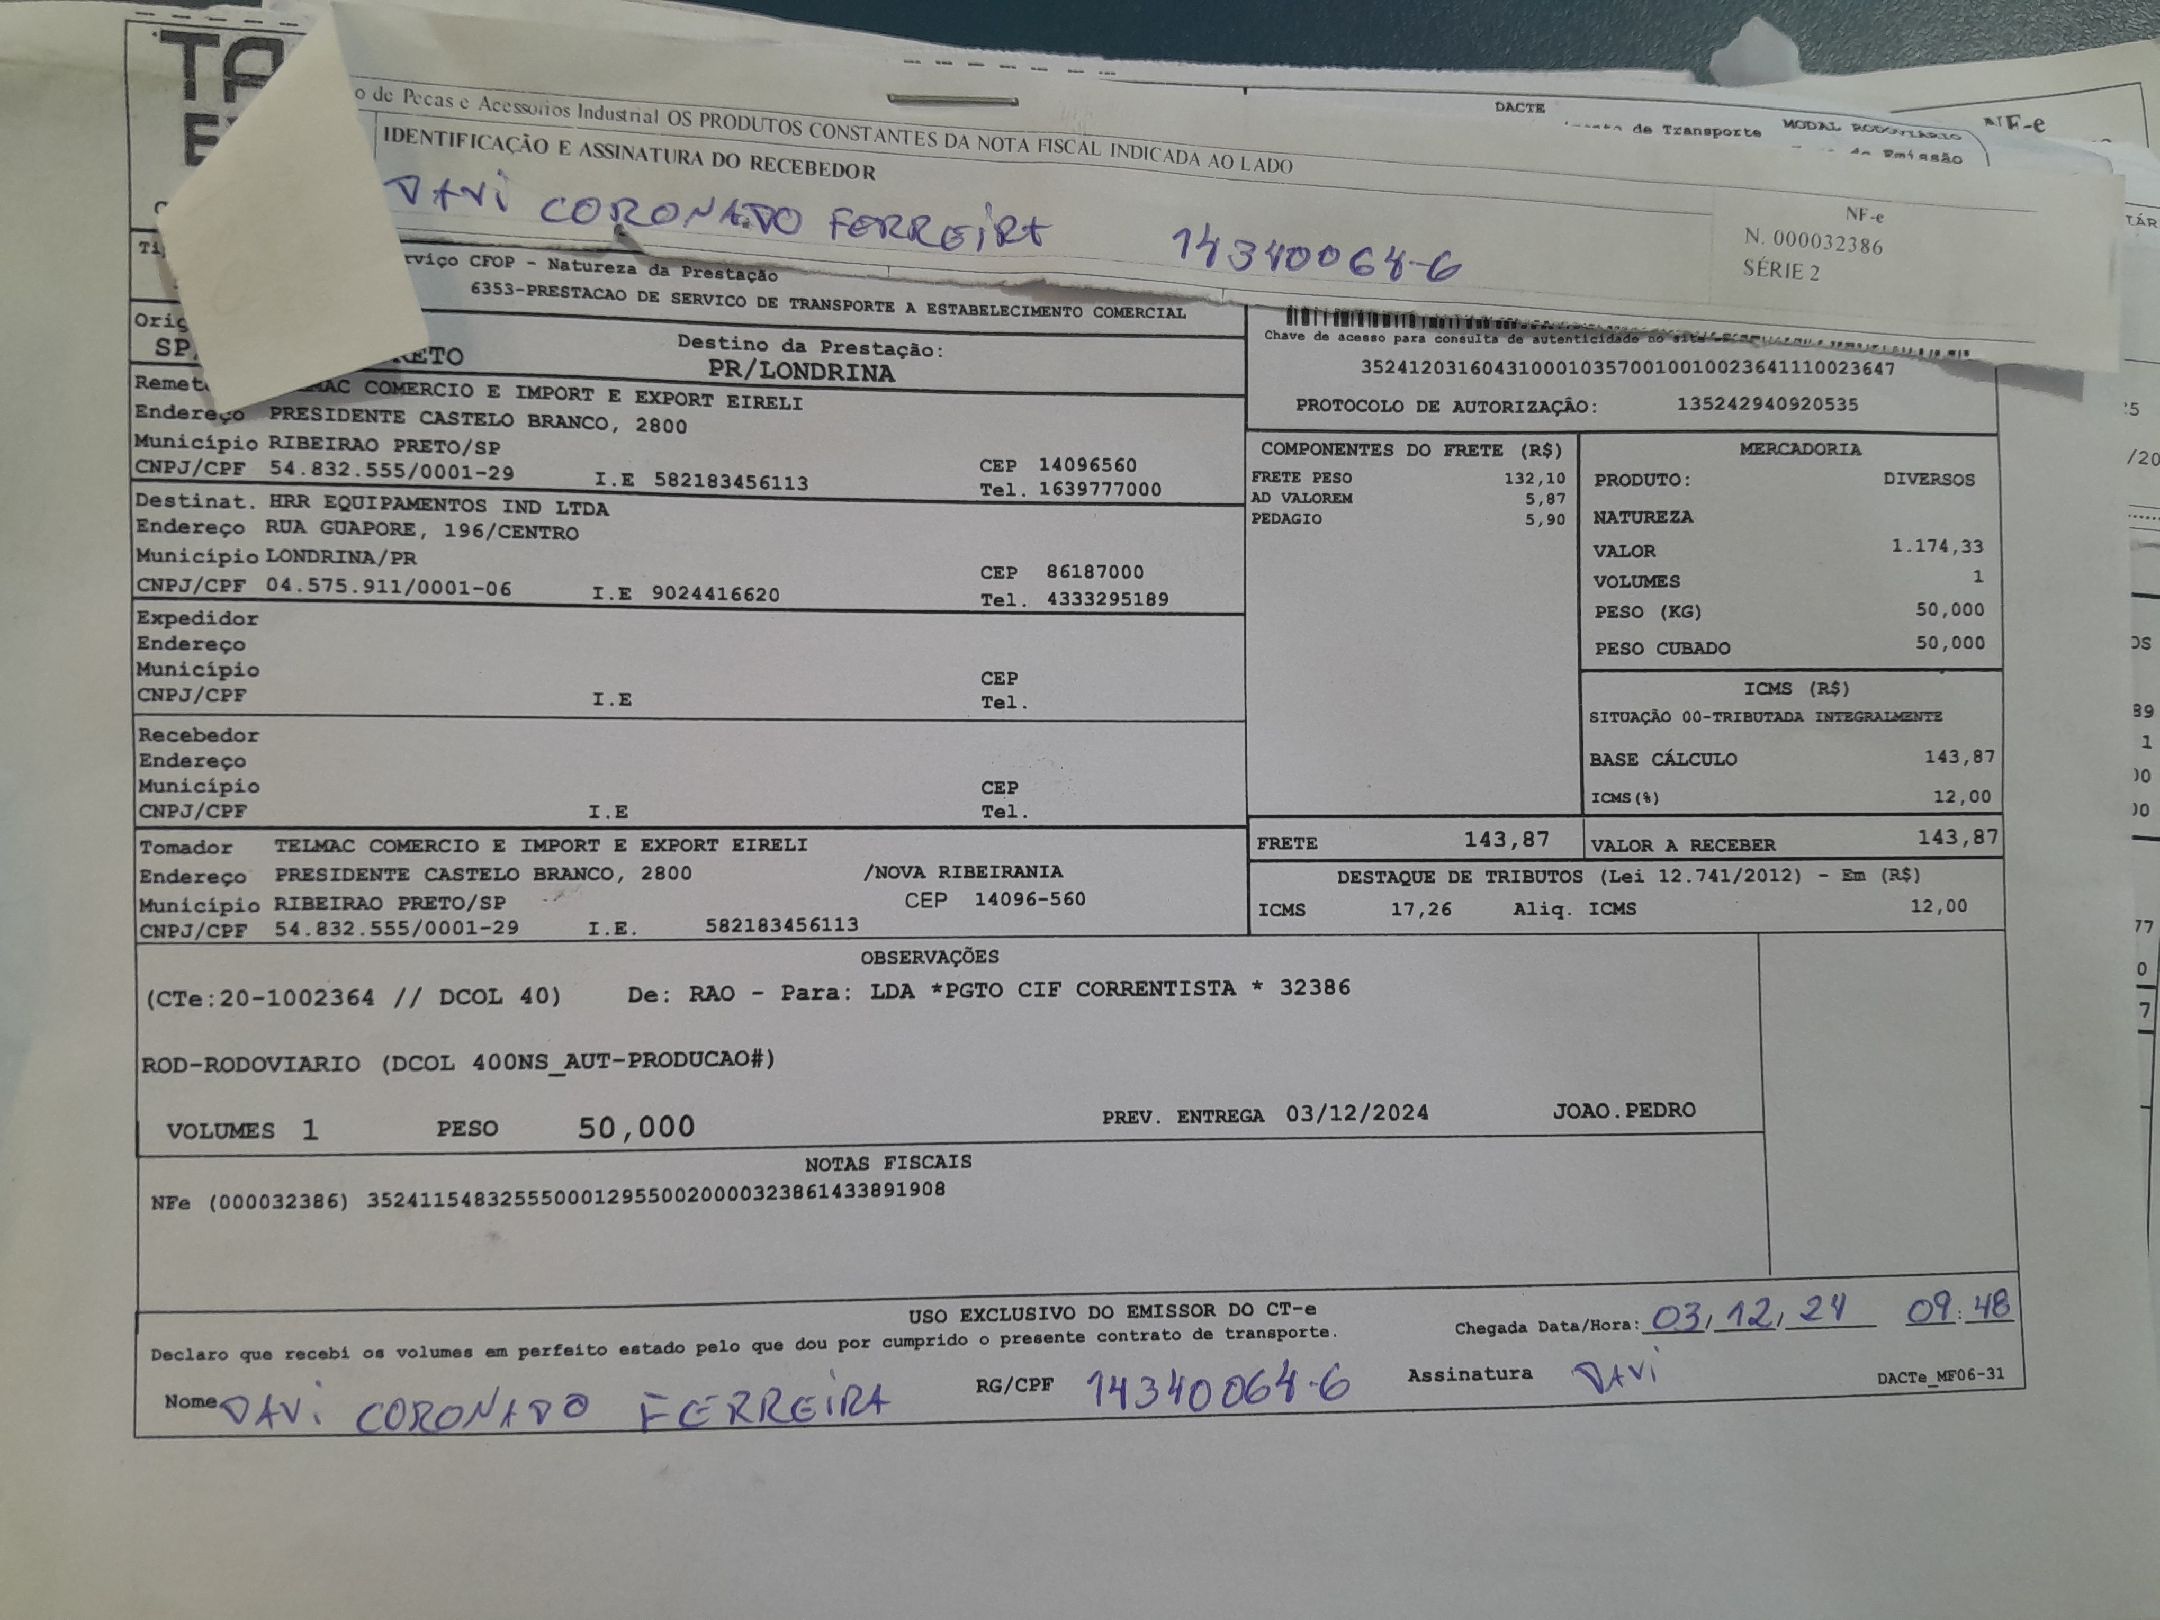 TA
o de Pecas e Acessorios Industrial OS PRODUTOS CONSTANTES DA NOTA FISCAL INDICADA AO LADO
DACTE
de Transporte MODAL RODOVIARIO
NF-e
IDENTIFICAÇÃO E ASSINATURA DO RECEBEDOR
DAVI CORONADO FERREIRA 14340064-6
NF-e
N. 000032386
SÉRIE 2
rviço CFOP - Natureza da Prestação
6353-PRESTACAO DE SERVICO DE TRANSPORTE A ESTABELECIMENTO COMERCIAL
Destino da Prestação:
SP PR/LONDRINA
Chave de acesso para consulta de autenticidade no site
35241203160431000103570010010023641110023647
PROTOCOLO DE AUTORIZAÇÃO: 135242940920535
COMERCIO E IMPORT E EXPORT EIRELI
Endereço PRESIDENTE CASTELO BRANCO, 2800
Município RIBEIRAO PRETO/SP CEP 14096560
CNPJ/CPF 54.832.555/0001-29 I.E 582183456113 Tel. 1639777000
Destinat. HRR EQUIPAMENTOS IND LTDA
Endereço RUA GUAPORE, 196/CENTRO
Município LONDRINA/PR CEP 86187000
CNPJ/CPF 04.575.911/0001-06 I.E 9024416620 Tel. 4333295189
Expedidor
Endereço
Município CEP
CNPJ/CPF I.E Tel.
Recebedor
Endereço
Município CEP
CNPJ/CPF I.E Tel.
Tomador TELMAC COMERCIO E IMPORT E EXPORT EIRELI
Endereço PRESIDENTE CASTELO BRANCO, 2800 /NOVA RIBEIRANIA
Município RIBEIRAO PRETO/SP CEP 14096-560
CNPJ/CPF 54.832.555/0001-29 I.E. 582183456113
COMPONENTES DO FRETE (R$)
FRETE PESO 132,10
AD VALOREM 5,87
PEDAGIO 5,90
MERCADORIA
PRODUTO: DIVERSOS
NATUREZA
VALOR 1.174,33
VOLUMES 1
PESO (KG) 50,000
PESO CUBADO 50,000
ICMS (R$)
SITUAÇÃO 00-TRIBUTADA INTEGRALMENTE
BASE CÁLCULO 143,87
ICMS(%) 12,00
FRETE 143,87 VALOR A RECEBER 143,87
DESTAQUE DE TRIBUTOS (Lei 12.741/2012) - Em (R$)
ICMS 17,26 Aliq. ICMS 12,00
OBSERVAÇÕES
(CTe:20-1002364 // DCOL 40) De: RAO - Para: LDA *PGTO CIF CORRENTISTA * 32386
ROD-RODOVIARIO (DCOL 400NS_AUT-PRODUCAO#)
VOLUMES 1 PESO 50,000 PREV. ENTREGA 03/12/2024 JOAO.PEDRO
NOTAS FISCAIS
NFe (000032386) 35241154832555000129550020000323861433891908
USO EXCLUSIVO DO EMISSOR DO CT-e
Declaro que recebi os volumes em perfeito estado pelo que dou por cumprido o presente contrato de transporte.
Chegada Data/Hora: 03/12/24 09:48
Nome DAVI CORONADO FERREIRA RG/CPF 14340064-6 Assinatura DAVI DACTe_MF06-31